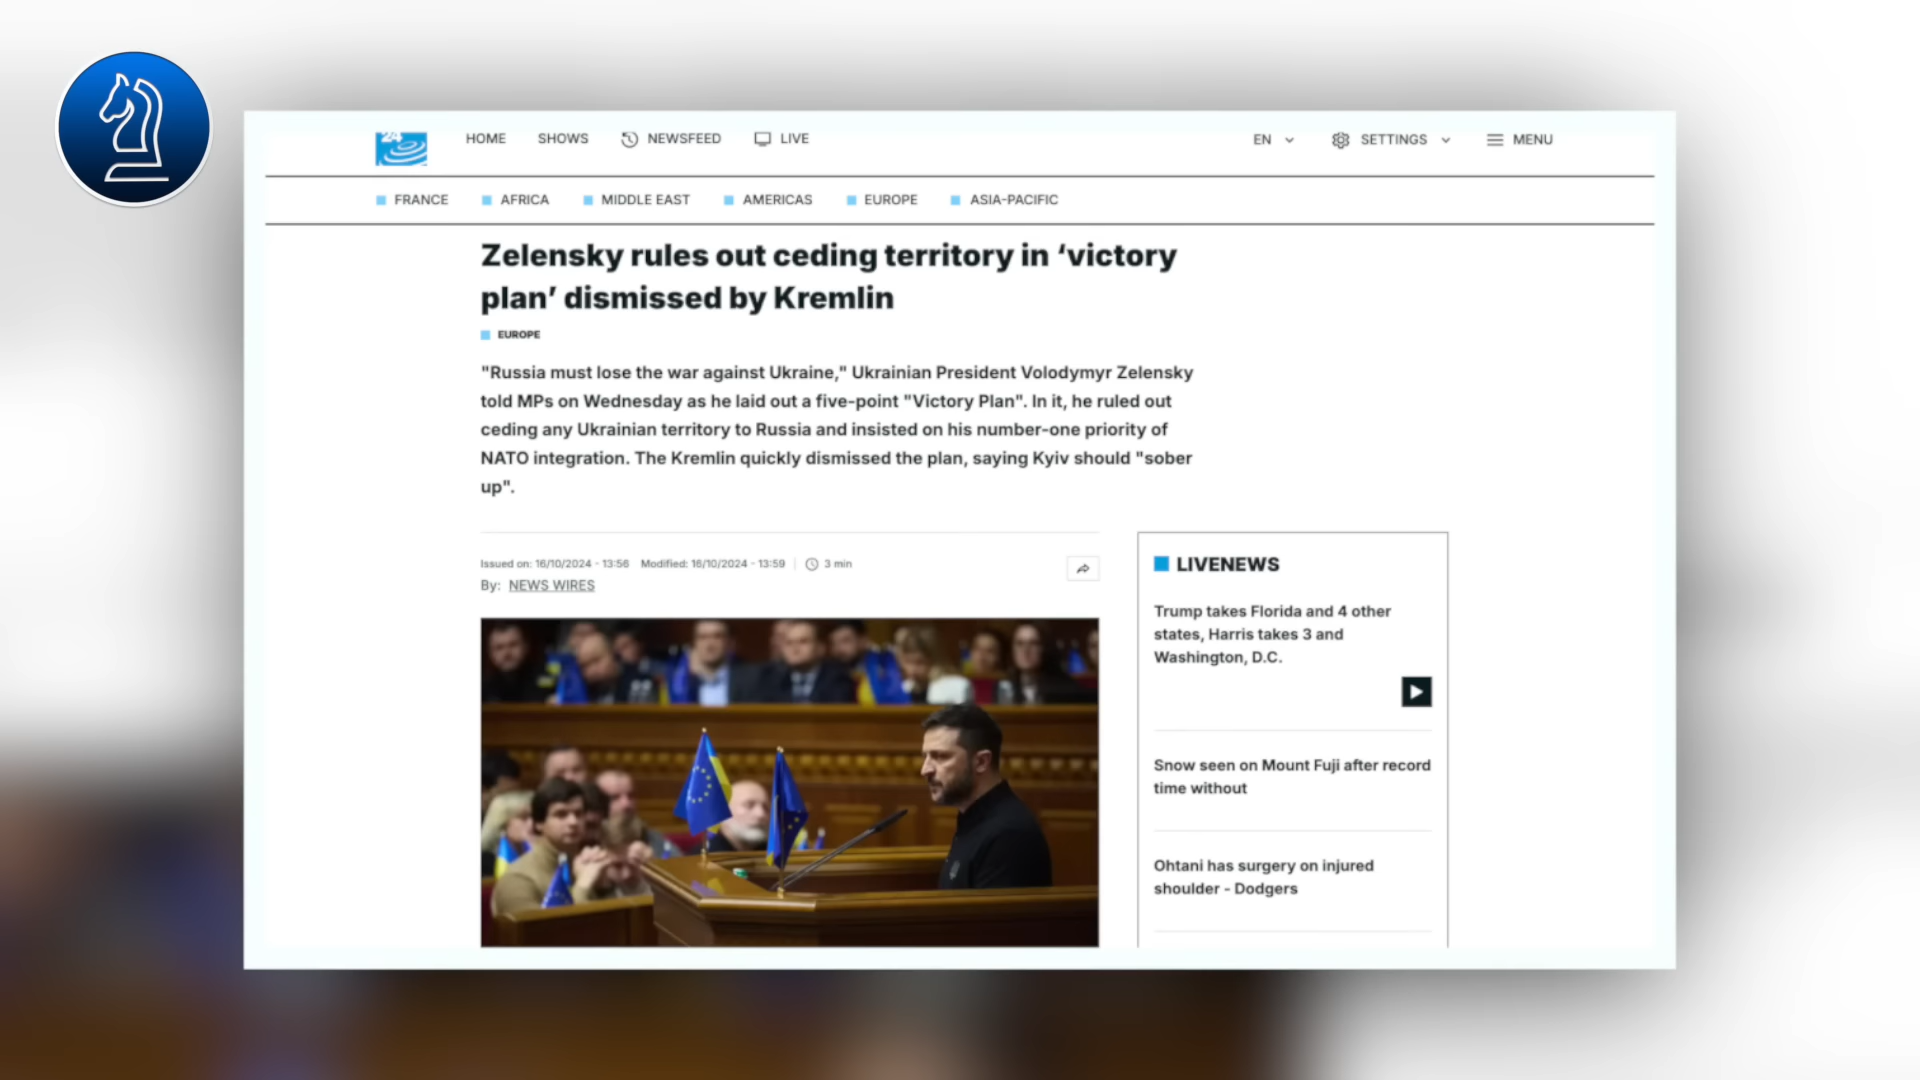 24
HOME SHOWS NEWSFEED LIVE
EN SETTINGS MENU
FRANCE AFRICA MIDDLE EAST AMERICAS EUROPE ASIA-PACIFIC
Zelensky rules out ceding territory in ‘victory
plan’ dismissed by Kremlin
EUROPE
"Russia must lose the war against Ukraine," Ukrainian President Volodymyr Zelensky
told MPs on Wednesday as he laid out a five-point "Victory Plan". In it, he ruled out
ceding any Ukrainian territory to Russia and insisted on his number-one priority of
NATO integration. The Kremlin quickly dismissed the plan, saying Kyiv should "sober
up".
Issued on: 16/10/2024 - 13:56 Modified: 16/10/2024 - 13:59 3 min
By: NEWS WIRES
LIVENEWS
Trump takes Florida and 4 other
states, Harris takes 3 and
Washington, D.C.
Snow seen on Mount Fuji after record
time without
Ohtani has surgery on injured
shoulder - Dodgers